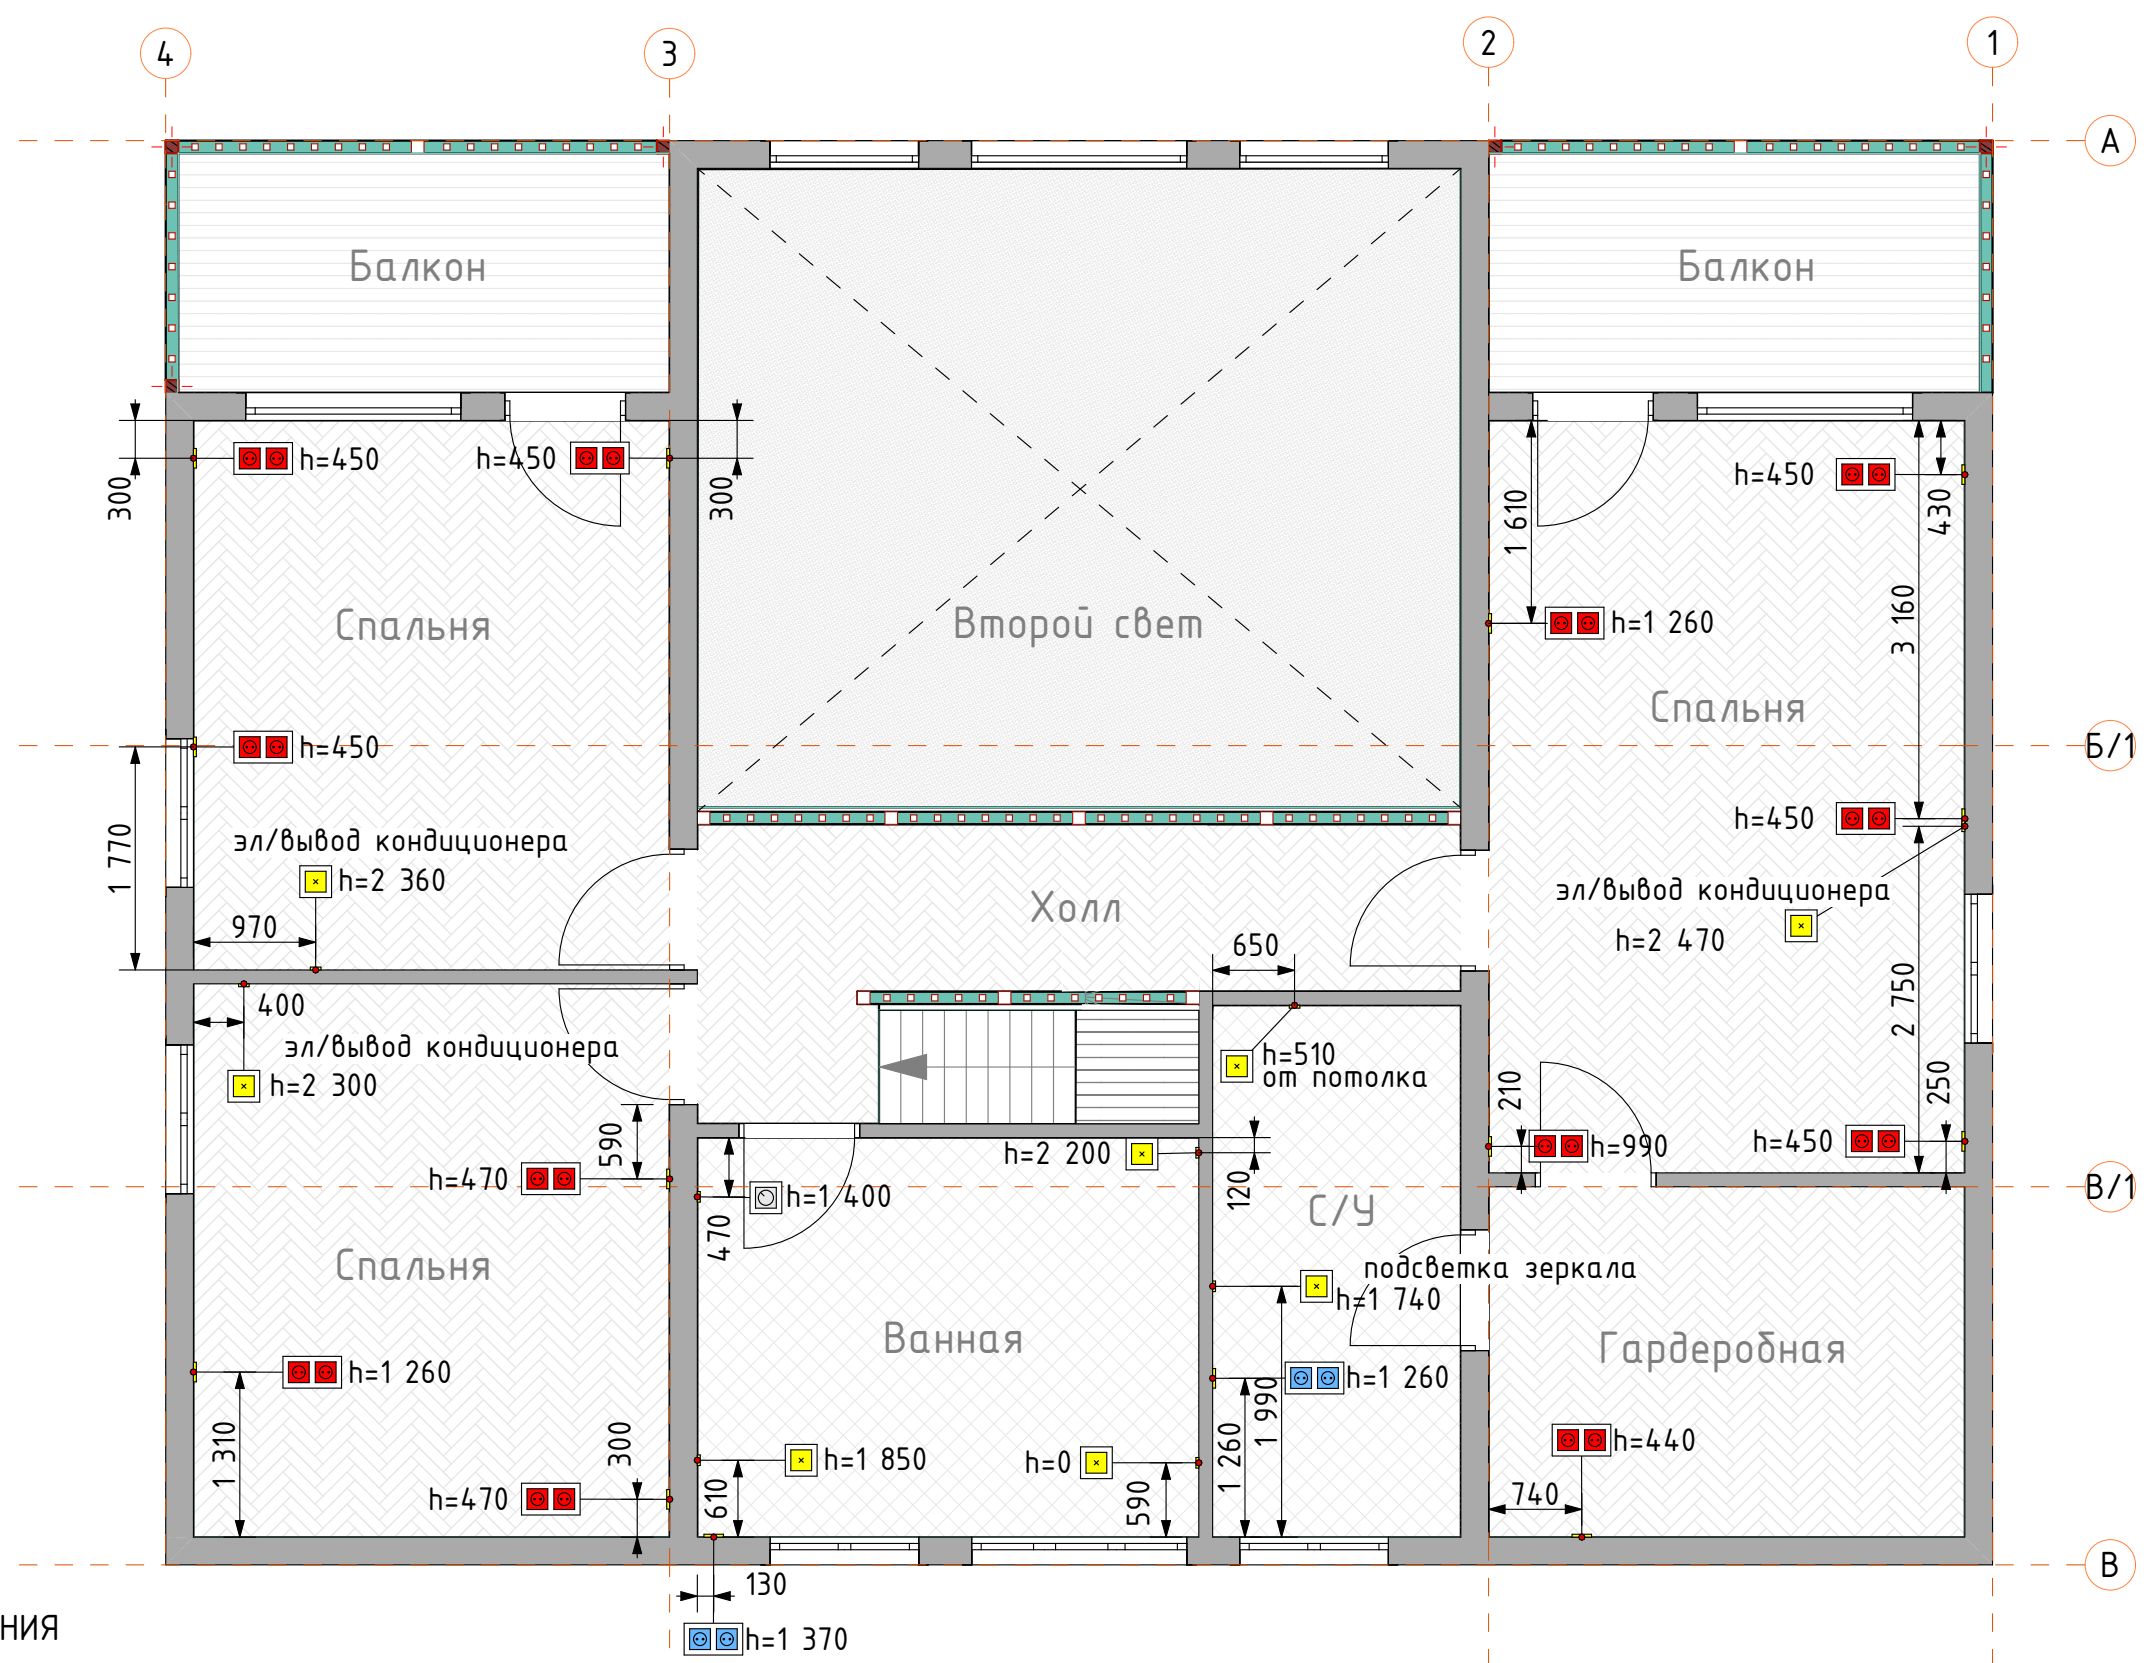 4
3
2
1
А
Балкон
Балкон
h=450
h=450
300
300
h=450
430
1 610
3 160
h=1 260
Спальня
Второй свет
Спальня
h=450
Б/1
1 770
эл/вывод кондиционера
h=2 360
970
h=450
эл/вывод кондиционера
h=2 470
Холл
650
2 750
400
эл/вывод кондиционера
h=2 300
h=510
от потолка
590
210
250
h=470
h=2 200
120
h=990
h=450
В/1
h=1 400
470
С/У
Спальня
подсветка зеркала
h=1 740
Ванная
Гардеробная
h=1 260
h=1 260
1 310
1 990
1 260
300
h=470
h=1 850
610
h=0
590
h=440
740
В
130
h=1 370
ния